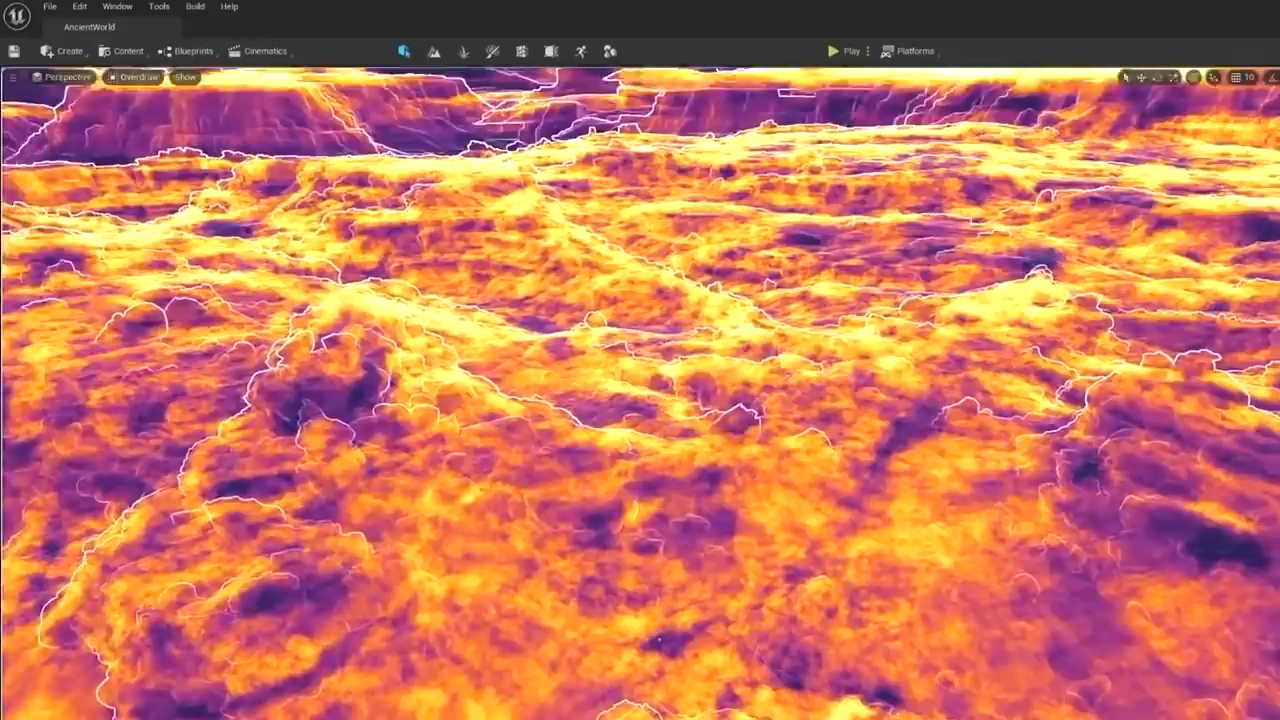 File Edit Window Tools Build Help
AncientWorld
Create Content Blueprints Cinematics Play Platforms
Perspective Overdraw Show 10